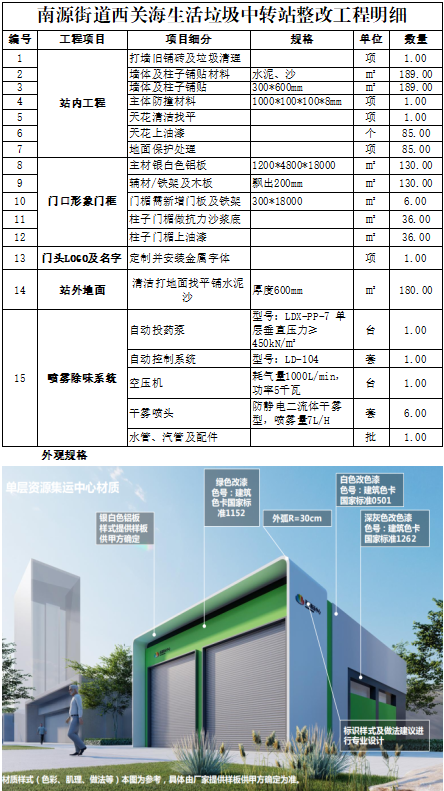 南源街道西关海生活垃圾中转站整改工程明细
编号 工程项目 项目细分 规格 单位 数量
1 站内工程 打墙旧铺砖及垃圾清理 项 1.00
2 墙体及柱子铺贴材料 水泥、沙 ㎡ 189.00
3 墙体及柱子铺贴 300*600mm ㎡ 189.00
4 主体防撞材料 1000*100*100*8mm 项 1.00
5 天花清洁找平 项 1.00
6 天花上油漆 个 85.00
7 地面保护处理 项 85.00
8 门口形象门框 主材银白色铝板 1200*4800*18000 ㎡ 130.00
9 辅材/铁架及木板 飘出200mm ㎡ 130.00
10 门楣需新增门板及铁架 300*18000 ㎡ 6.00
11 柱子门楣做抗力沙浆底 ㎡ 36.00
12 柱子门楣上油漆 ㎡ 36.00
13 门头LOGO及名字 定制并安装金属字体 项 1.00
14 站外地面 清洁打地面找平铺水泥沙 厚度600mm ㎡ 180.00
15 喷雾除味系统 自动投药泵 型号：LDX-PP-7 单层垂直压力≥450kN/㎡ 台 1.00
自动控制系统 型号：LD-104 套 1.00
空压机 耗气量1000L/min，功率5千瓦 台 1.00
干雾喷头 防静电二流体干雾型，喷雾量7L/H 套 6.00
水管、汽管及配件 批 1.00
外观规格
单层资源集运中心材质
银白色铝板
样式提供样板
供甲方确定
绿色改漆
色号：建筑
色卡国家标
准1152
外弧R=30cm
白色改色漆
色号：建筑色卡
国家标准0501
深灰色改色漆
色号：建筑色卡
国家标准1262
标识样式及做法建议进
行专业设计
材质样式（色彩、肌理、做法等）本图为参考，具体由厂家提供样板供甲方确定为准。